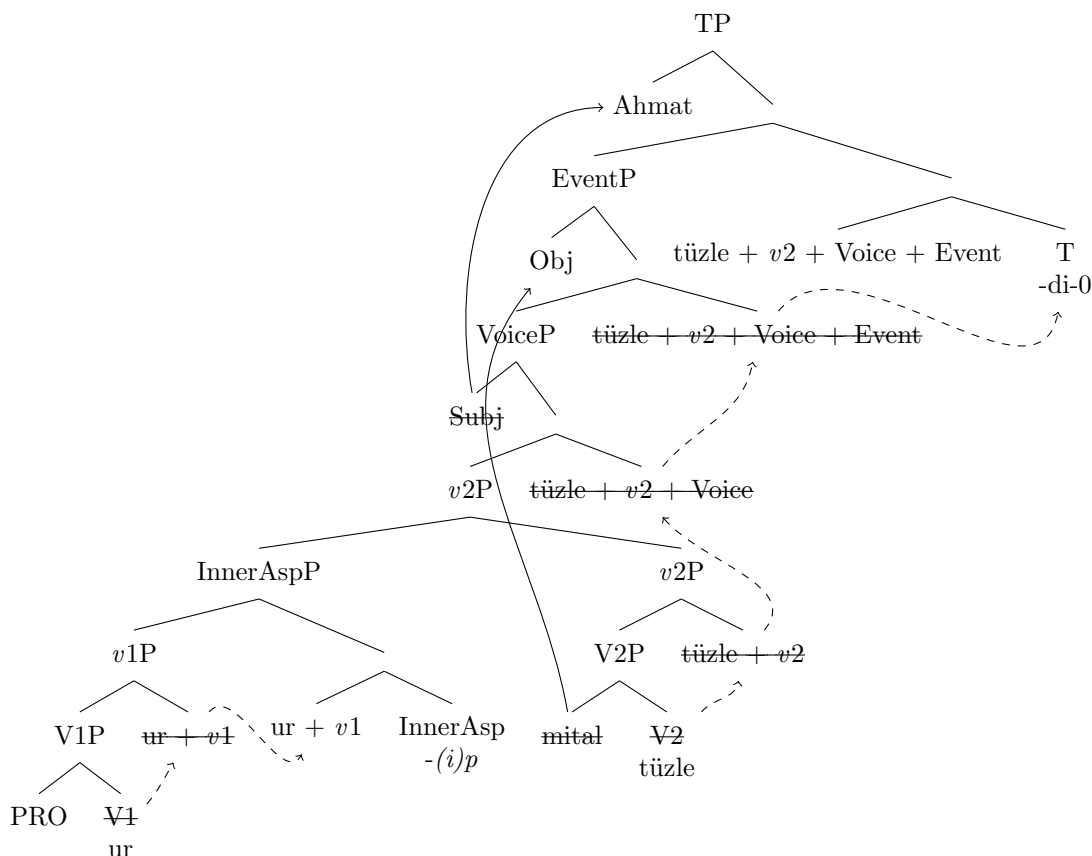 TP
Ahmat
EventP
Obj tüzle + v2 + Voice + Event T
-di-0
VoiceP tüzle + v2 + Voice + Event
Subj
v2P tüzle + v2 + Voice
InnerAspP v2P
v1P V2P tüzle + v2
V1P ur + v1 ur + v1 InnerAsp mital V2
-(i)p tüzle
PRO V1
ur